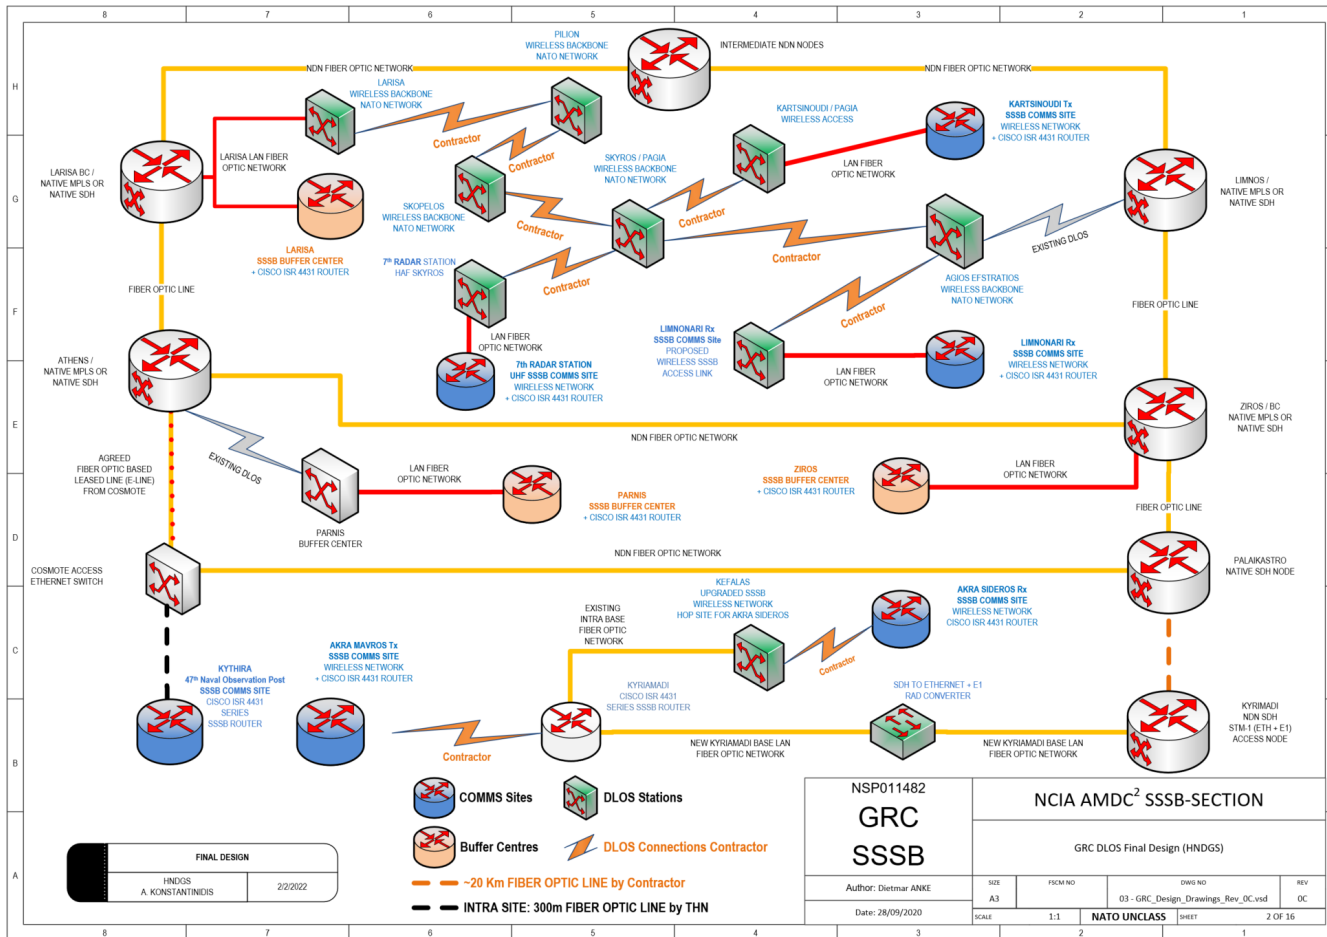 8 7 6 5 4 3 2 1
H
G
F
E
D
C
B
A
PILION
WIRELESS BACKBONE
NATO NETWORK
INTERMEDIATE NDN NODES
NDN FIBER OPTIC NETWORK
NDN FIBER OPTIC NETWORK
LARISA
WIRELESS BACKBONE
NATO NETWORK
Contractor
Contractor
KARTSINOUDI / PAGIA
WIRELESS ACCESS
KARTSINOUDI Tx
SSSB COMMS SITE
WIRELESS NETWORK
+ CISCO ISR 4431 ROUTER
LARISA BC /
NATIVE MPLS OR
NATIVE SDH
LARISA LAN FIBER
OPTIC NETWORK
SKYROS / PAGIA
WIRELESS BACKBONE
NATO NETWORK
LAN FIBER
OPTIC NETWORK
LIMNOS /
NATIVE MPLS OR
NATIVE SDH
SKOPELOS
WIRELESS BACKBONE
NATO NETWORK
Contractor
Contractor
Contractor
EXISTING DLOS
LARISA
SSSB BUFFER CENTER
+ CISCO ISR 4431 ROUTER
7th RADAR STATION
HAF SKYROS
Contractor
AGIOS EFSTRATIOS
WIRELESS BACKBONE
NATO NETWORK
FIBER OPTIC LINE
FIBER OPTIC LINE
Contractor
LAN FIBER
OPTIC NETWORK
LIMNONARI Rx
SSSB COMMS Site
PROPOSED
WIRELESS SSSB
ACCESS LINK
LIMNONARI Rx
SSSB COMMS SITE
WIRELESS NETWORK
+ CISCO ISR 4431 ROUTER
ATHENS /
NATIVE MPLS OR
NATIVE SDH
7th RADAR STATION
UHF SSSB COMMS SITE
WIRELESS NETWORK
+ CISCO ISR 4431 ROUTER
LAN FIBER
OPTIC NETWORK
ZIROS / BC
NATIVE MPLS OR
NATIVE SDH
NDN FIBER OPTIC NETWORK
AGREED
FIBER OPTIC BASED
LEASED LINE (E-LINE)
FROM COSMOTE
EXISTING DLOS
LAN FIBER
OPTIC NETWORK
ZIROS
SSSB BUFFER CENTER
+ CISCO ISR 4431 ROUTER
LAN FIBER
OPTIC NETWORK
PARNIS
SSSB BUFFER CENTER
+ CISCO ISR 4431 ROUTER
FIBER OPTIC LINE
PARNIS
BUFFER CENTER
NDN FIBER OPTIC NETWORK
COSMOTE ACCESS
ETHERNET SWITCH
PALAIKASTRO
NATIVE SDH NODE
KEFALAS
UPGRADED SSSB
WIRELESS NETWORK
HOP SITE FOR AKRA SIDEROS
AKRA SIDEROS Rx
SSSB COMMS SITE
WIRELESS NETWORK
CISCO ISR 4431 ROUTER
EXISTING
INTRA BASE
FIBER OPTIC
NETWORK
AKRA MAVROS Tx
SSSB COMMS SITE
WIRELESS NETWORK
+ CISCO ISR 4431 ROUTER
Contractor
KYTHIRA
47th Naval Observation Post
SSSB COMMS SITE
CISCO ISR 4431
SERIES
SSSB ROUTER
KYRIAMADI
CISCO ISR 4431
SERIES SSSB ROUTER
SDH TO ETHERNET + E1
RAD CONVERTER
KYRIMADI
NDN SDH
STM-1 (ETH + E1)
ACCESS NODE
Contractor
NEW KYRIAMADI BASE LAN
FIBER OPTIC NETWORK
NEW KYRIAMADI BASE LAN
FIBER OPTIC NETWORK
COMMS Sites
DLOS Stations
Buffer Centres
DLOS Connections Contractor
~20 Km FIBER OPTIC LINE by Contractor
INTRA SITE: 300m FIBER OPTIC LINE by THN
FINAL DESIGN
HNDGS
A. KONSTANTINIDIS
2/2/2022
NSP011482
GRC
SSSB
Author: Dietmar ANKE
Date: 28/09/2020
NCIA AMDC2 SSSB-SECTION
GRC DLOS Final Design (HNDGS)
SIZE
A3
FSCM NO
DWG NO
03 - GRC_Design_Drawings_Rev_0C.vsd
REV
0C
SCALE 1:1
NATO UNCLASS
SHEET 2 OF 16
8 7 6 5 4 3 2 1
H
G
F
E
D
C
B
A